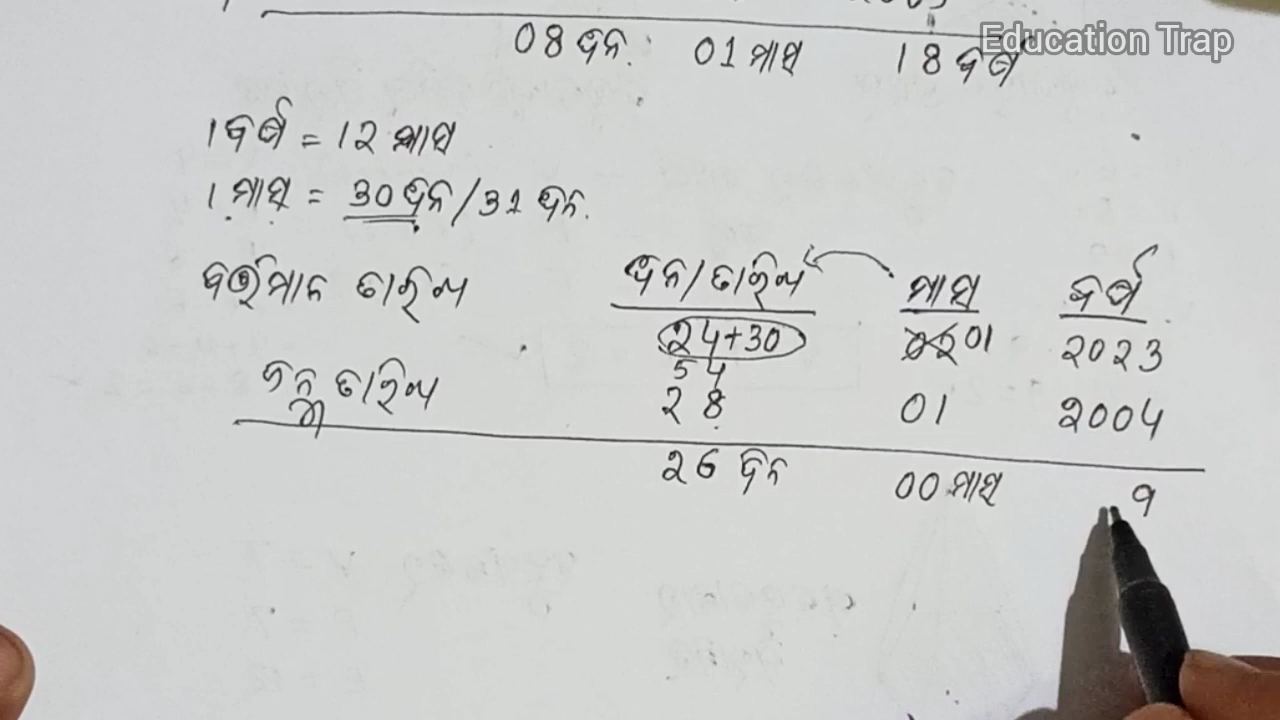 Education Trap
08 ଦିନ. 01 ମାସ 18 ବର୍ଷ
1 ବର୍ଷ = 12 ମାସ
1 ମାସ = 30 ଦିନ / 31 ଦିନ.
ଦିନ / ତାରିଖ ମାସ ବର୍ଷ
ବର୍ତ୍ତମାନ ତାରିଖ 24+30 02 01 2023
54
ଜନ୍ମ ତାରିଖ 28 01 2004
26 ଦିନ 00 ମାସ 9